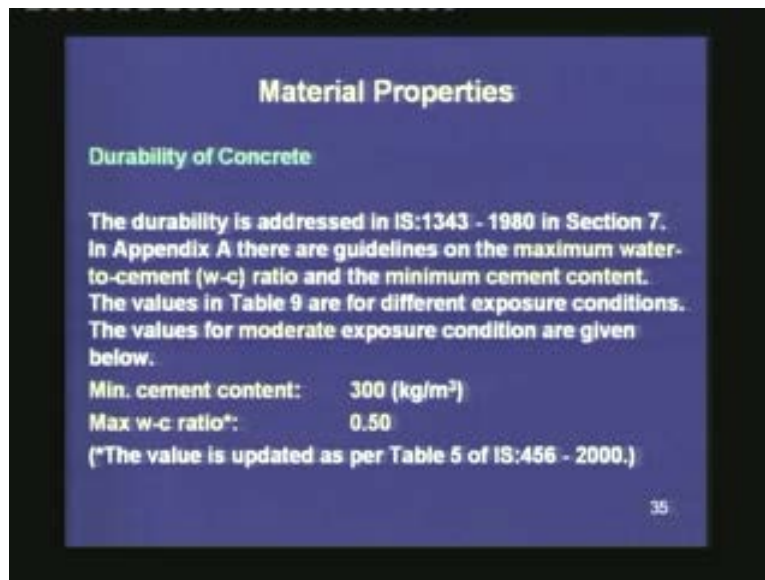 Material Properties
Durability of Concrete
The durability is addressed in IS:1343 - 1980 in Section 7.
In Appendix A there are guidelines on the maximum water-
to-cement (w-c) ratio and the minimum cement content.
The values in Table 9 are for different exposure conditions.
The values for moderate exposure condition are given
below.
Min. cement content: 300 (kg/m³)
Max w-c ratio*: 0.50
(*The value is updated as per Table 5 of IS:456 - 2000.)
35